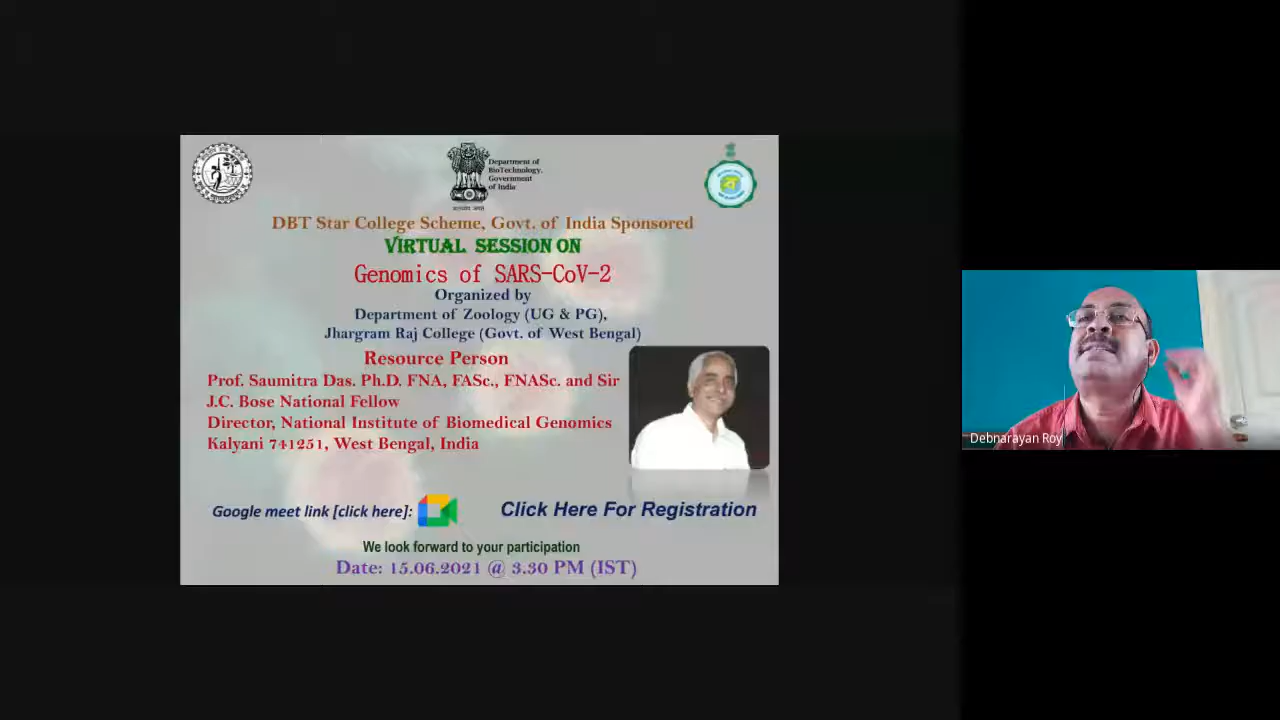 Department of
BioTechnology,
Government
of India
DBT Star College Scheme, Govt. of India Sponsored
VIRTUAL SESSION ON
Genomics of SARS-CoV-2
Organized by
Department of Zoology (UG & PG),
Jhargram Raj College (Govt. of West Bengal)
Resource Person
Prof. Saumitra Das. Ph.D. FNA, FASc., FNASc. and Sir
J.C. Bose National Fellow
Director, National Institute of Biomedical Genomics
Kalyani 741251, West Bengal, India
Google meet link [click here]:
Click Here For Registration
We look forward to your participation
Date: 15.06.2021 @ 3.30 PM (IST)
Debnarayan Roy